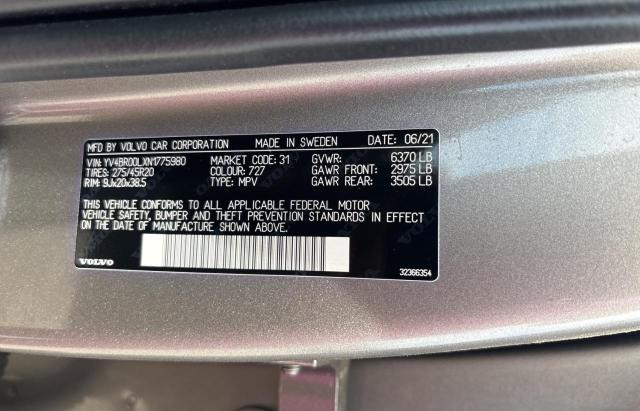 MFD BY VOLVO CAR CORPORATION MADE IN SWEDEN DATE: 06/21
VIN: YV4BR00LXN1775980 MARKET CODE: 31 GVWR: 6370 LB
TIRES: 275/45R20 COLOUR: 727 GAWR FRONT: 2975 LB
RIM: 9Jx20x38.5 TYPE: MPV GAWR REAR: 3505 LB
THIS VEHICLE CONFORMS TO ALL APPLICABLE FEDERAL MOTOR
VEHICLE SAFETY, BUMPER AND THEFT PREVENTION STANDARDS IN EFFECT
ON THE DATE OF MANUFACTURE SHOWN ABOVE.
VOLVO 32366354